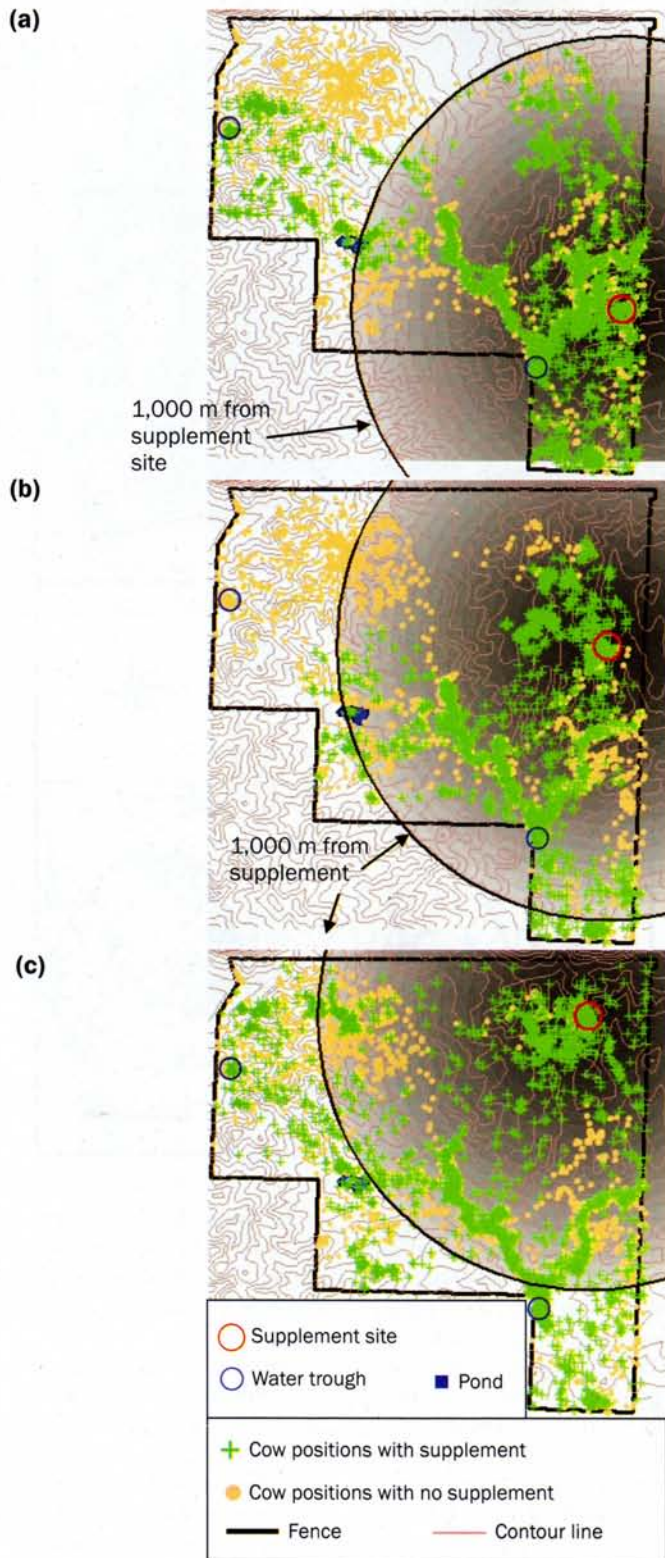 (a)
1,000 m from
supplement
site
(b)
1,000 m from
supplement
(c)
Supplement site
Water trough
Pond
Cow positions with supplement
Cow positions with no supplement
Fence
Contour line